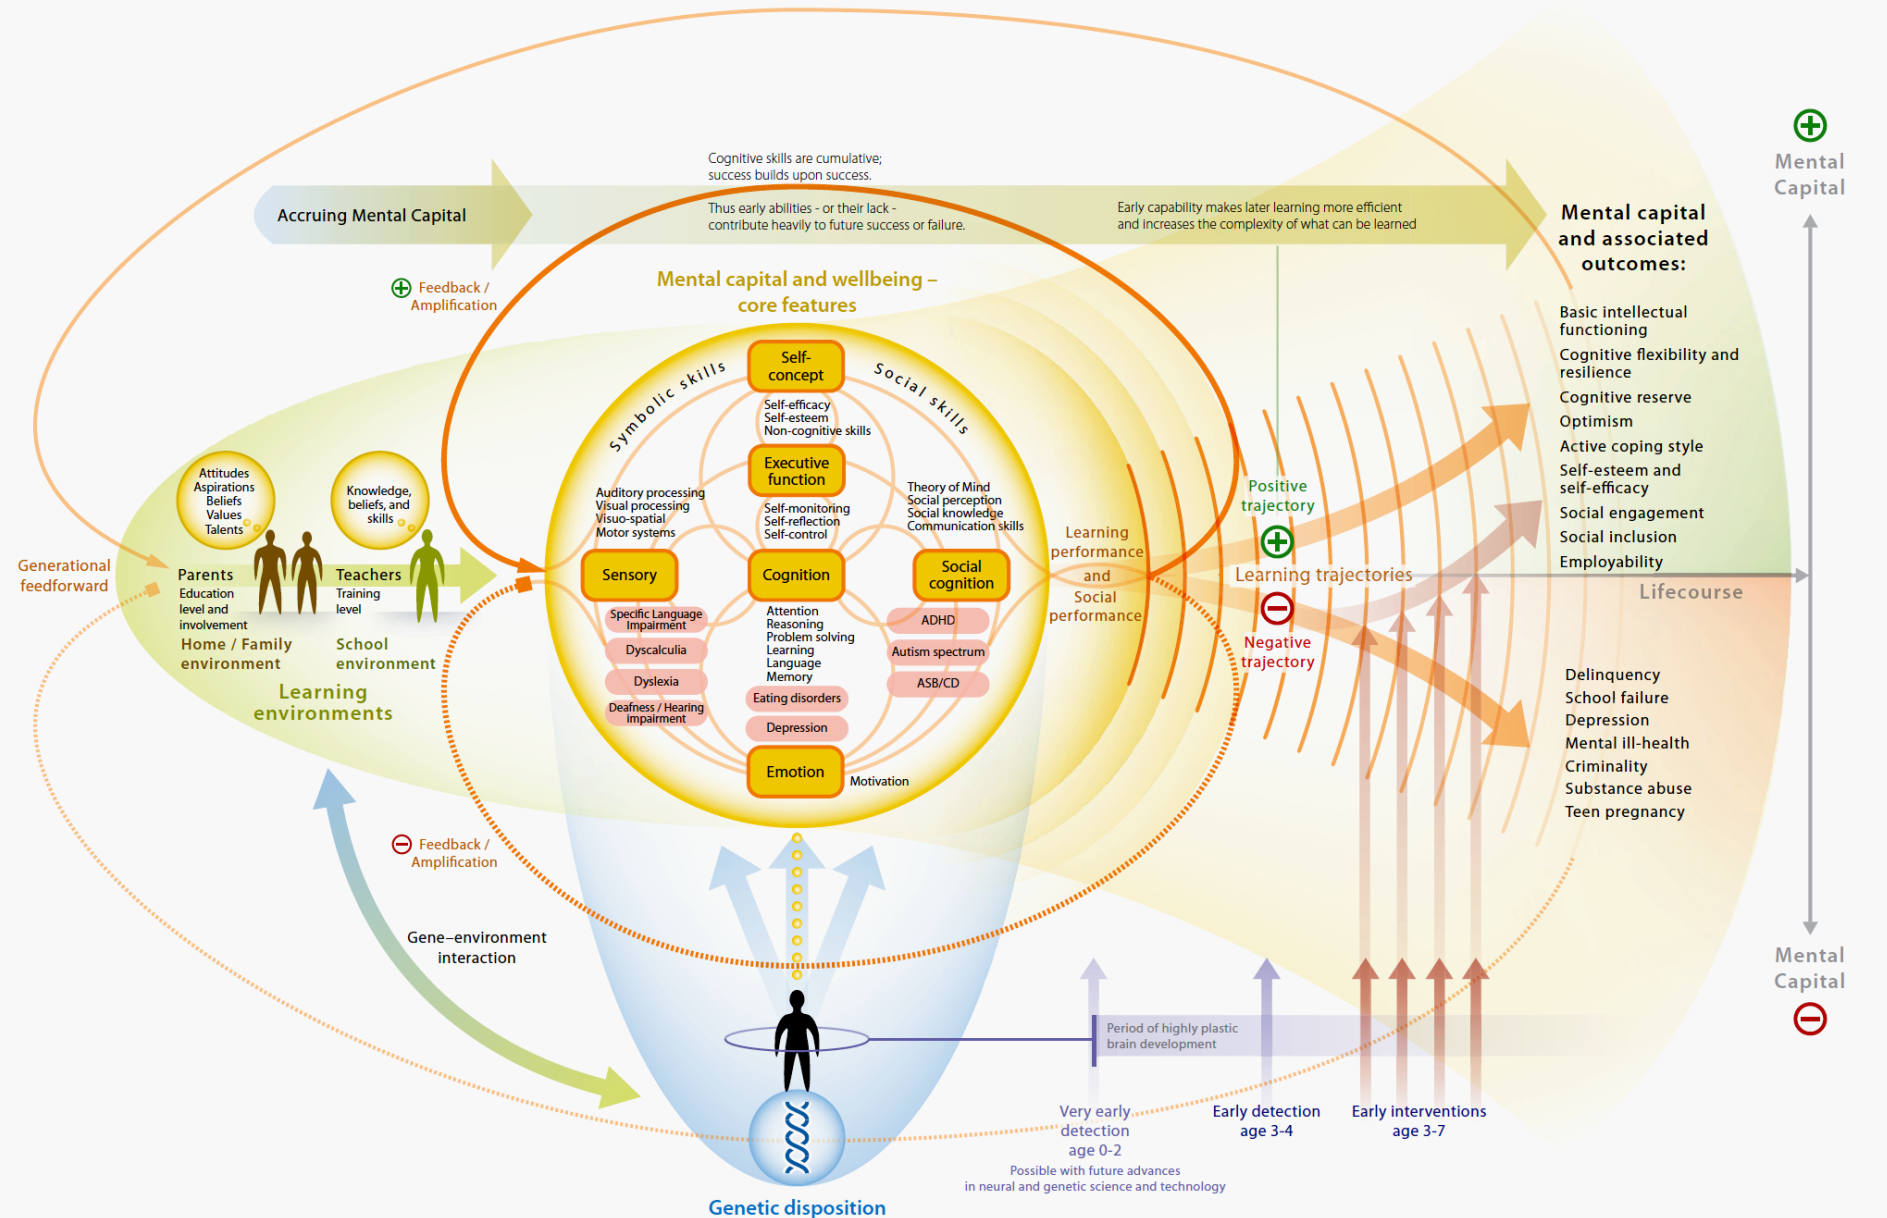 Cognitive skills are cumulative;
success builds upon success.
Accruing Mental Capital
Thus early abilities - or their lack -
contribute heavily to future success or failure.
Early capability makes later learning more efficient
and increases the complexity of what can be learned
Mental
Capital
Mental capital
and associated
outcomes:
Feedback /
Amplification
Mental capital and wellbeing –
core features
Basic intellectual
functioning
Cognitive flexibility and
resilience
Cognitive reserve
Optimism
Active coping style
Self-esteem and
self-efficacy
Social engagement
Social inclusion
Employability
Symbolic skills
Social skills
Self-
concept
Self-efficacy
Self-esteem
Non-cognitive skills
Executive
function
Self-monitoring
Self-reflection
Self-control
Auditory processing
Visual processing
Visuo-spatial
Motor systems
Theory of Mind
Social perception
Social knowledge
Communication skills
Sensory
Cognition
Social
cognition
Specific Language
Impairment
Dyscalculia
Dyslexia
Deafness / Hearing
impairment
Attention
Reasoning
Problem solving
Learning
Language
Memory
Eating disorders
Depression
ADHD
Autism spectrum
ASB/CD
Emotion
Motivation
Attitudes
Aspirations
Beliefs
Values
Talents
Knowledge,
beliefs, and
skills
Generational
feedforward
Parents
Education
level and
involvement
Home / Family
environment
Teachers
Training
level
School
environment
Learning
environments
Learning
performance
and
Social
performance
Positive
trajectory
Learning trajectories
Negative
trajectory
Lifecourse
Delinquency
School failure
Depression
Mental ill-health
Criminality
Substance abuse
Teen pregnancy
Feedback /
Amplification
Gene–environment
interaction
Mental
Capital
Period of highly plastic
brain development
Very early
detection
age 0-2
Possible with future advances
in neural and genetic science and technology
Early detection
age 3-4
Early interventions
age 3-7
Genetic disposition